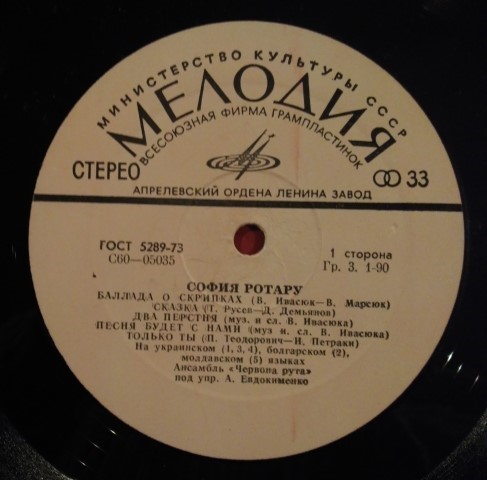 МИНИСТЕРСТВО КУЛЬТУРЫ СССР
МЕЛОДИЯ
ВСЕСОЮЗНАЯ ФИРМА ГРАМПЛАСТИНОК
СТЕРЕО
33
АПРЕЛЕВСКИЙ ОРДЕНА ЛЕНИНА ЗАВОД
ГОСТ 5289-73
С60—05035
1 сторона
Гр. 3. 1-90
СОФИЯ РОТАРУ
БАЛЛАДА О СКРИПКАХ (В. Ивасюк—В. Марсюк)
СКАЗКА (Т. Русев—Д. Демьянов)
ДВА ПЕРСТНЯ (муз. и сл. В. Ивасюка)
ПЕСНЯ БУДЕТ С НАМИ (муз и сл. В. Ивасюка)
ТОЛЬКО ТЫ (П. Теодорович—И. Петраки)
На украинском (1, 3, 4), болгарском (2),
молдавском (5) языках
Ансамбль «Червона рута»
под упр. А. Евдокименко